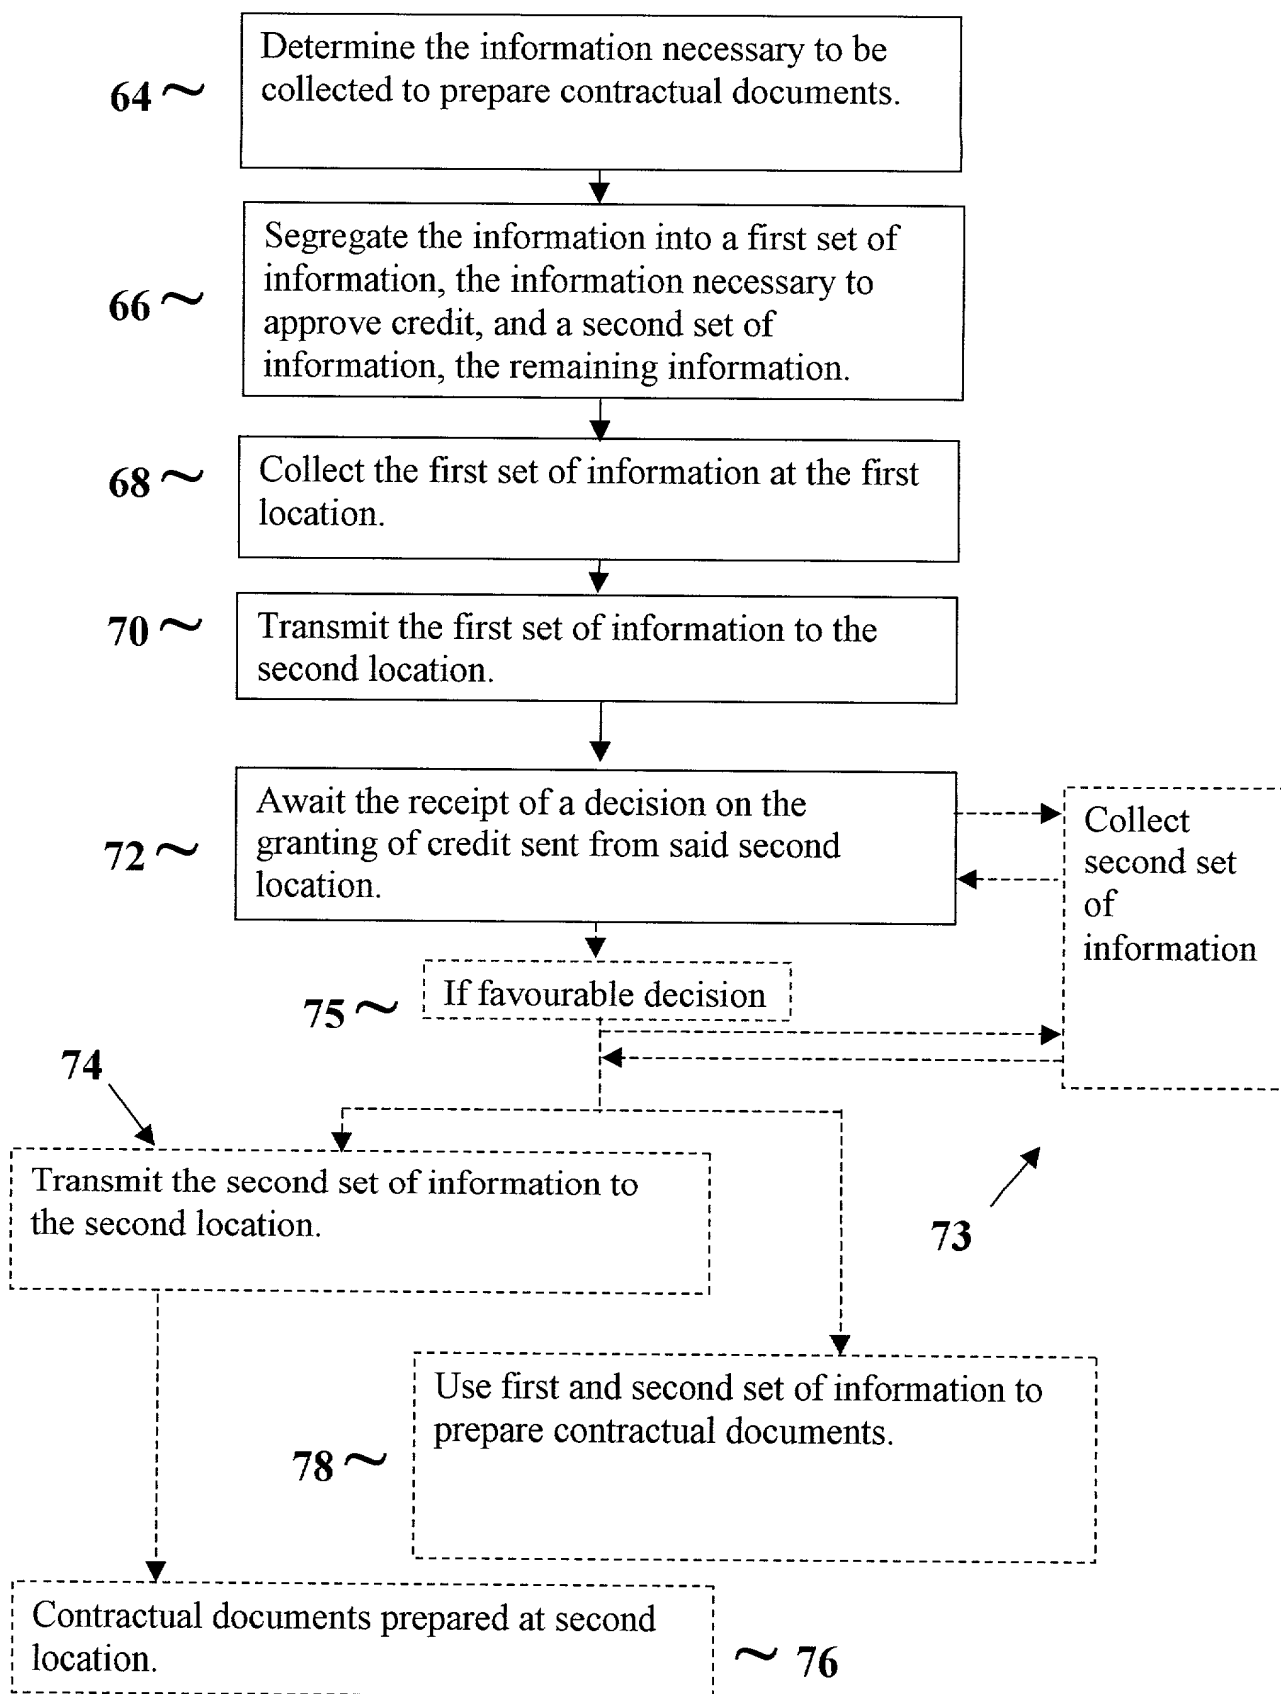 Determine the information necessary to be
collected to prepare contractual documents.
64 ~
Segregate the information into a first set of
information, the information necessary to
approve credit, and a second set of
information, the remaining information.
66 ~
Collect the first set of information at the first
location.
68 ~
Transmit the first set of information to the
second location.
70 ~
Await the receipt of a decision on the
granting of credit sent from said second
location.
72 ~
Collect
second set
of
information
If favourable decision
75 ~
74
Transmit the second set of information to
the second location.
73
Use first and second set of information to
prepare contractual documents.
78 ~
Contractual documents prepared at second
location.
~ 76